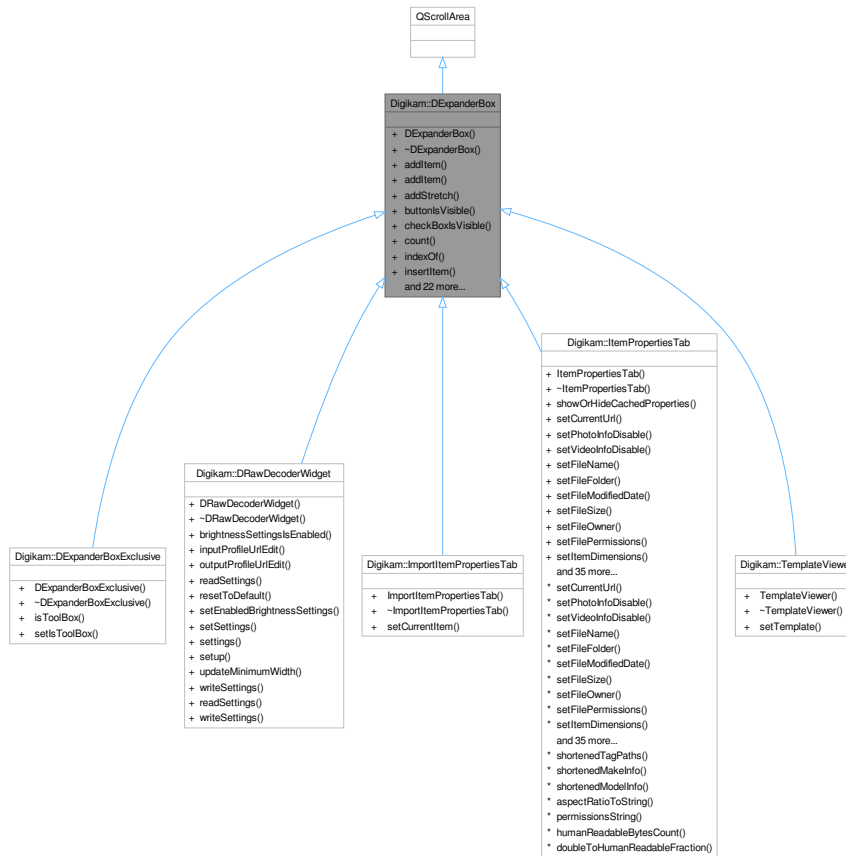 QScrollArea
Digikam::DExpanderBox
+ DExpanderBox()
+ ~DExpanderBox()
+ addItem()
+ addItem()
+ addStretch()
+ buttonIsVisible()
+ checkBoxIsVisible()
+ count()
+ indexOf()
+ insertItem()
and 22 more...
Digikam::DExpanderBoxExclusive
+ DExpanderBoxExclusive()
+ ~DExpanderBoxExclusive()
+ isToolBox()
+ setIsToolBox()
Digikam::DRawDecoderWidget
+ DRawDecoderWidget()
+ ~DRawDecoderWidget()
+ brightnessSettingsIsEnabled()
+ inputProfileUrlEdit()
+ outputProfileUrlEdit()
+ readSettings()
+ resetToDefault()
+ setEnabledBrightnessSettings()
+ setSettings()
+ settings()
+ setup()
+ updateMinimumWidth()
+ writeSettings()
+ readSettings()
+ writeSettings()
Digikam::ImportItemPropertiesTab
+ ImportItemPropertiesTab()
+ ~ImportItemPropertiesTab()
+ setCurrentItem()
Digikam::ItemPropertiesTab
+ ItemPropertiesTab()
+ ~ItemPropertiesTab()
+ showOrHideCachedProperties()
+ setCurrentUrl()
+ setPhotoInfoDisable()
+ setVideoInfoDisable()
+ setFileName()
+ setFileFolder()
+ setFileModifiedDate()
+ setFileSize()
+ setFileOwner()
+ setFilePermissions()
+ setItemDimensions()
and 35 more...
* setCurrentUrl()
* setPhotoInfoDisable()
* setVideoInfoDisable()
* setFileName()
* setFileFolder()
* setFileModifiedDate()
* setFileSize()
* setFileOwner()
* setFilePermissions()
* setItemDimensions()
and 35 more...
* shortenedTagPaths()
* shortenedMakeInfo()
* shortenedModelInfo()
* aspectRatioToString()
* permissionsString()
* humanReadableBytesCount()
* doubleToHumanReadableFraction()
Digikam::TemplateViewer
+ TemplateViewer()
+ ~TemplateViewer()
+ setTemplate()